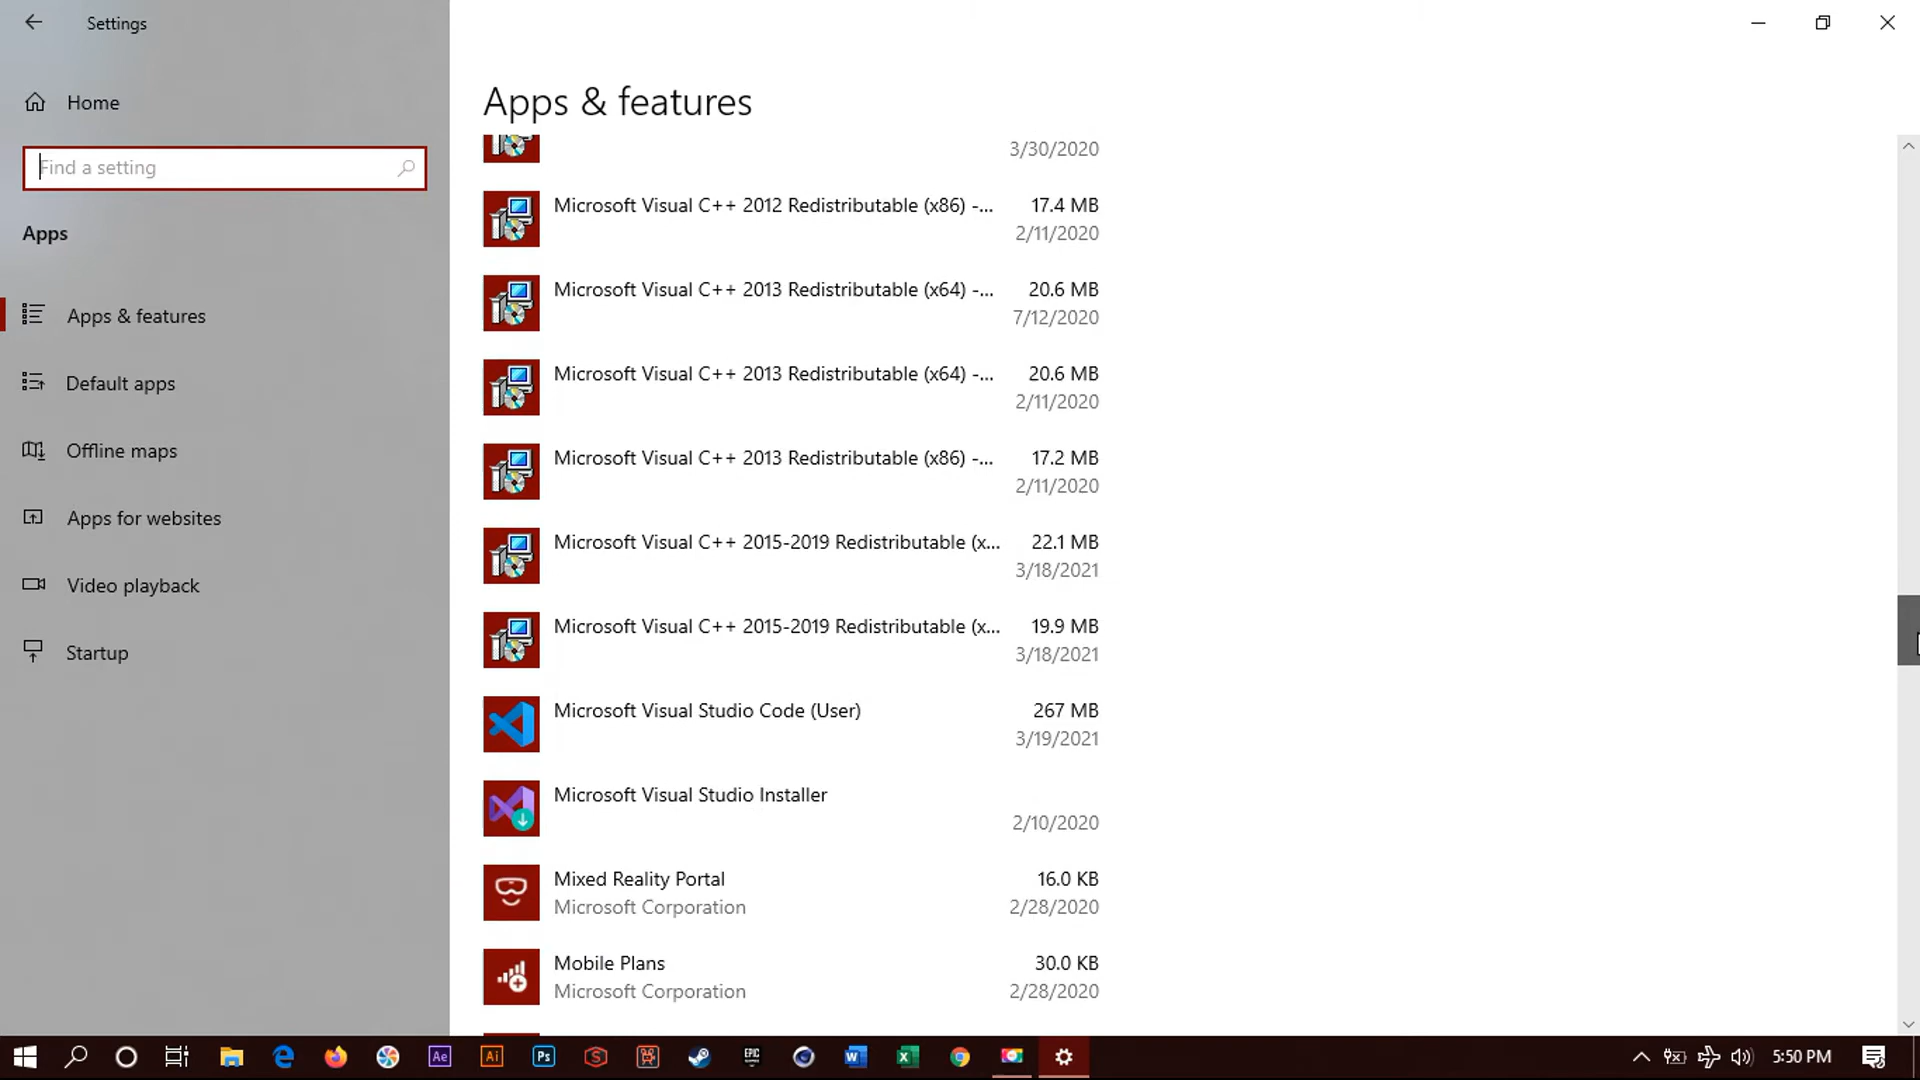 Settings
Home
Find a setting
Apps
Apps & features
Default apps
Offline maps
Apps for websites
Video playback
Startup
Apps & features
3/30/2020
Microsoft Visual C++ 2012 Redistributable (x86) -... 17.4 MB
2/11/2020
Microsoft Visual C++ 2013 Redistributable (x64) -... 20.6 MB
7/12/2020
Microsoft Visual C++ 2013 Redistributable (x64) -... 20.6 MB
2/11/2020
Microsoft Visual C++ 2013 Redistributable (x86) -... 17.2 MB
2/11/2020
Microsoft Visual C++ 2015-2019 Redistributable (x... 22.1 MB
3/18/2021
Microsoft Visual C++ 2015-2019 Redistributable (x... 19.9 MB
3/18/2021
Microsoft Visual Studio Code (User) 267 MB
3/19/2021
Microsoft Visual Studio Installer
2/10/2020
Mixed Reality Portal 16.0 KB
Microsoft Corporation 2/28/2020
Mobile Plans 30.0 KB
Microsoft Corporation 2/28/2020
Ae Ai Ps S EPIC W X 5:50 PM